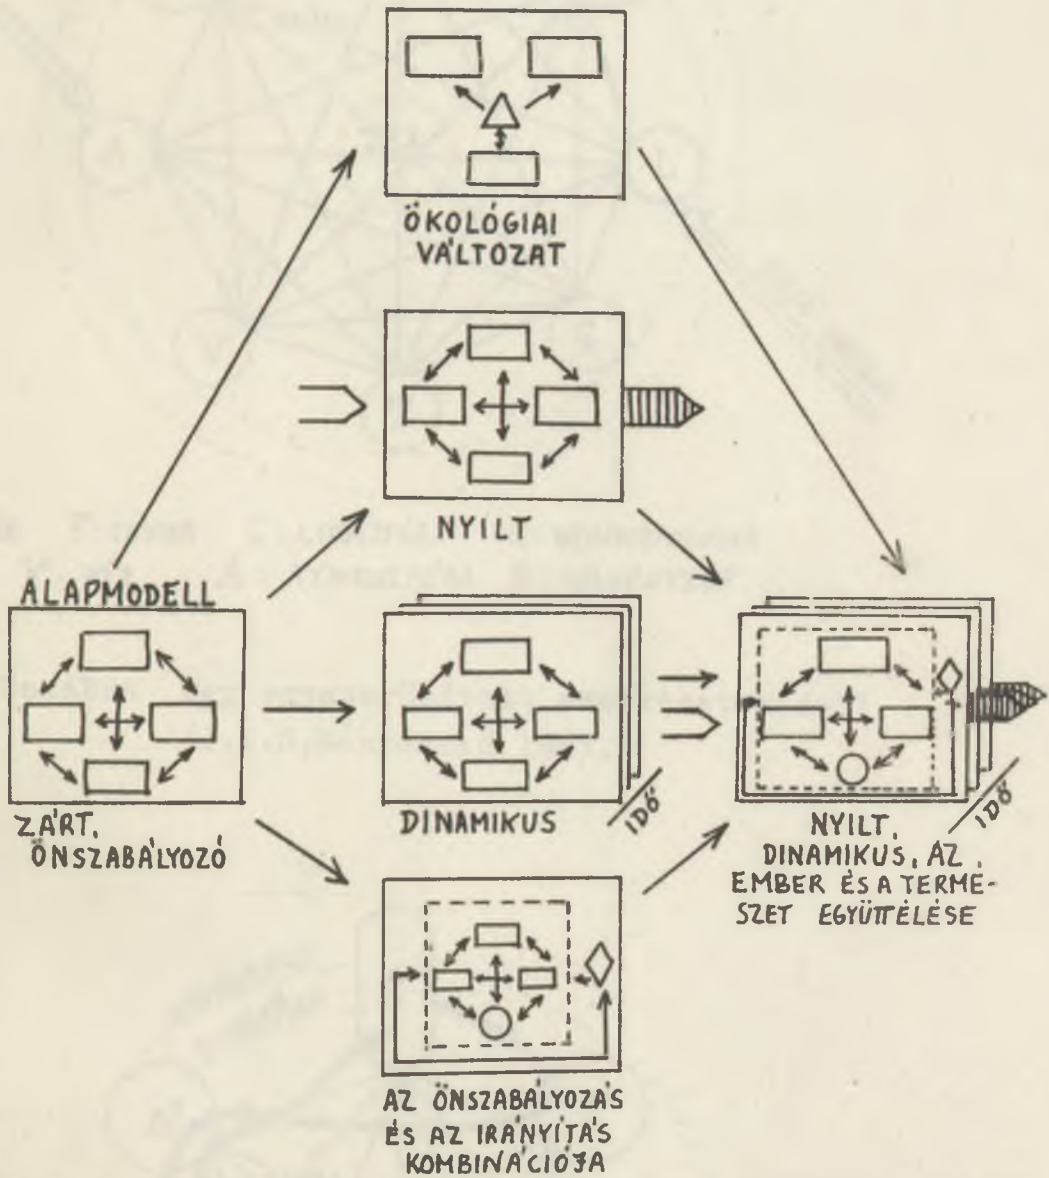 ÖKOLÓGIAI
VÁLTOZAT
NYILT
ALAPMODELL
ZÁRT,
ÖNSZABÁLYOZÓ
DINAMIKUS
IDŐ
IDŐ
NYILT,
DINAMIKUS, AZ
EMBER ÉS A TERME-
SZET EGYÜTTÉLÉSE
AZ ÖNSZABÁLYOZÁS
ÉS AZ IRÁNYÍTÁS
KOMBINÁCIÓJA